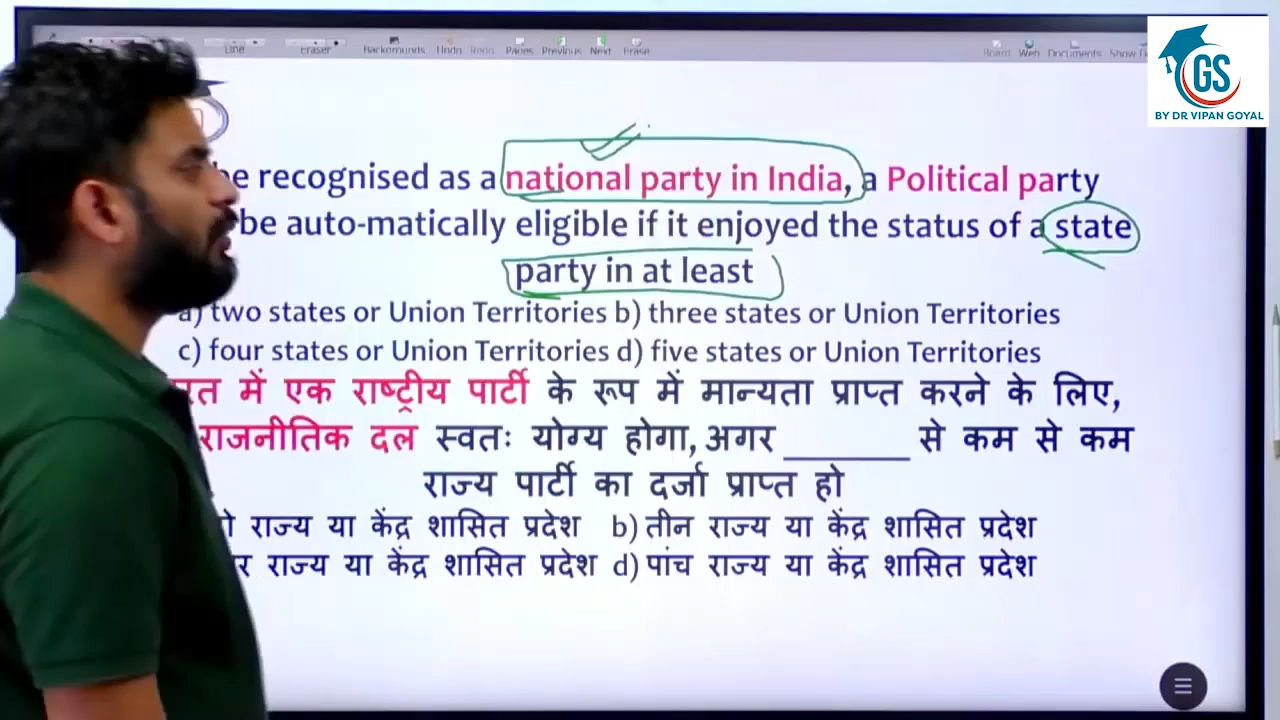 Line Eraser Backgrounds Undo Redo Pages Previous Next Erase Board Web Documents Show
GS
BY DR VIPAN GOYAL
be recognised as a national party in India, a Political party
be auto-matically eligible if it enjoyed the status of a state
party in at least
a) two states or Union Territories b) three states or Union Territories
c) four states or Union Territories d) five states or Union Territories
में एक राष्ट्रीय पार्टी के रूप में मान्यता प्राप्त करने के लिए,
राजनीतिक दल स्वतः योग्य होगा, अगर _______ से कम से कम
राज्य पार्टी का दर्जा प्राप्त हो
राज्य या केंद्र शासित प्रदेश b) तीन राज्य या केंद्र शासित प्रदेश
राज्य या केंद्र शासित प्रदेश d) पांच राज्य या केंद्र शासित प्रदेश